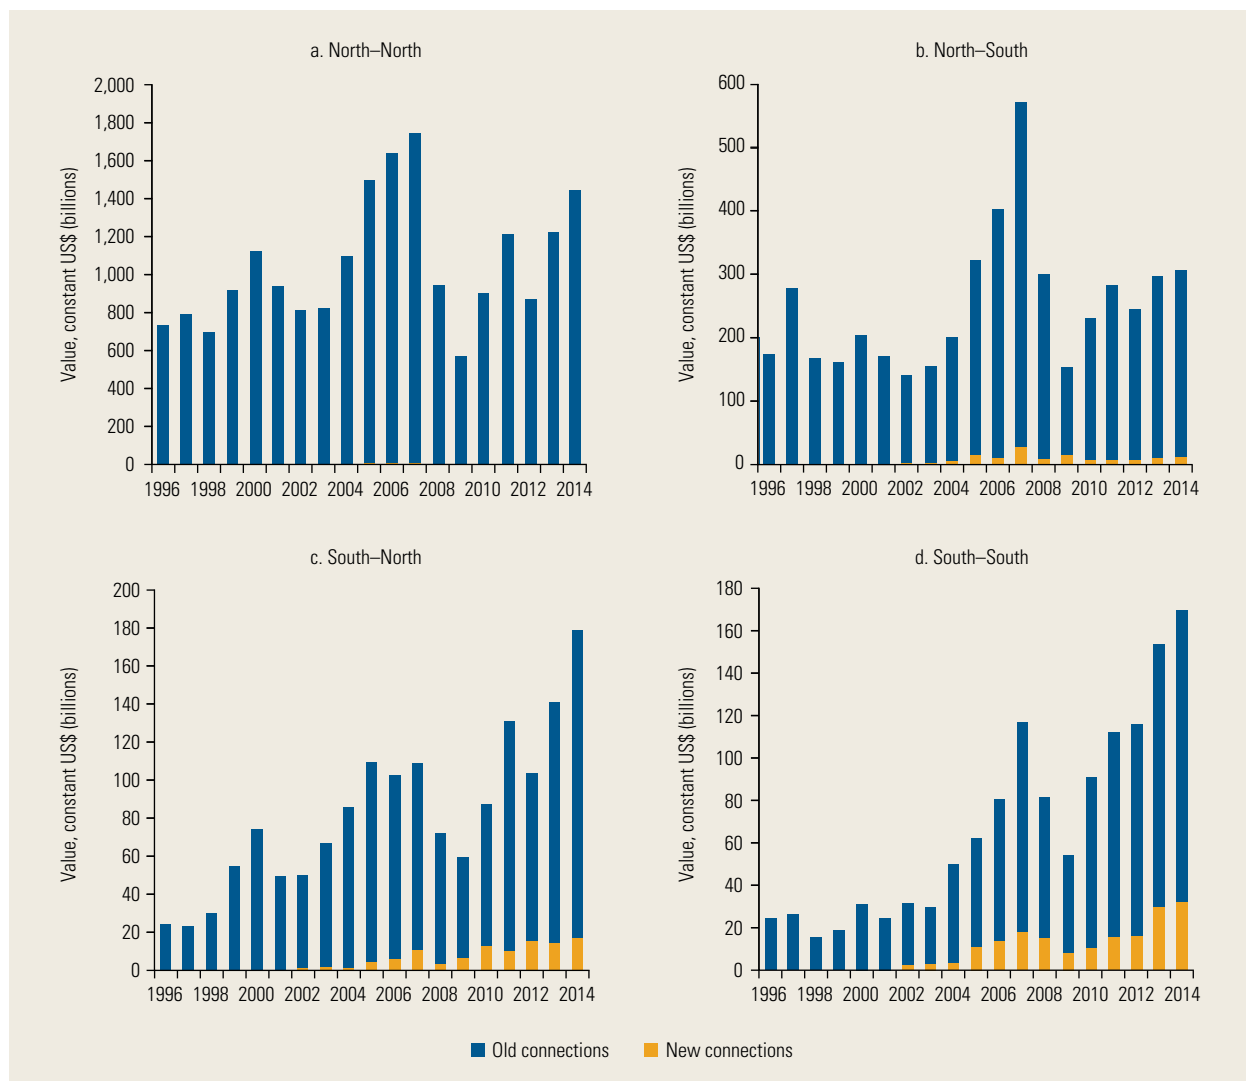 a. North–North
Value, constant US$ (billions)
2,000
1,800
1,600
1,400
1,200
1,000
800
600
400
200
0
1996 1998 2000 2002 2004 2006 2008 2010 2012 2014
b. North–South
Value, constant US$ (billions)
600
500
400
300
200
100
0
1996 1998 2000 2002 2004 2006 2008 2010 2012 2014
c. South–North
Value, constant US$ (billions)
200
180
160
140
120
100
80
60
40
20
0
1996 1998 2000 2002 2004 2006 2008 2010 2012 2014
d. South–South
Value, constant US$ (billions)
180
160
140
120
100
80
60
40
20
0
1996 1998 2000 2002 2004 2006 2008 2010 2012 2014
Old connections
New connections